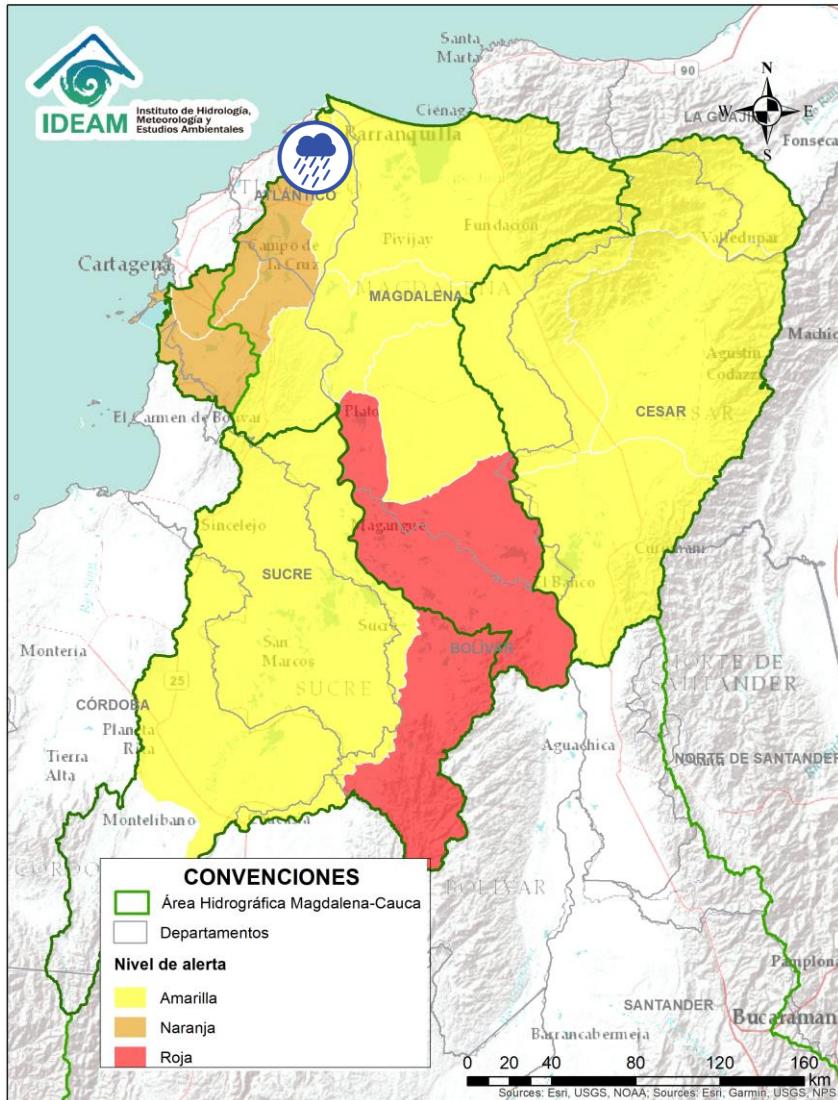 IDEAM
Instituto de Hidrología,
Meteorología y
Estudios Ambientales
Santa
Marta
90
N
W
E
S
LA GUAJI
Ciénaga
Barranquilla
Fonseca
ATLÁNTICO
Valledupar
Fundación
Campo de
la Cruz
Pivijay
Cartagena
MAGDALENA
MAGDALENA
Agustín
Codazzi
CESAR
El Carmen de Bolívar
Plato
Sincelejo
Magangué
El Banco
SUCRE
Sucre
BOLÍVAR
San
Marcos
SUCRE
Montería
25
CÓRDOBA
Planeta
Rica
Tierra
Alta
NORTE DE
SANTANDER
Aguachica
NORTE DE SANTANDER
Montelibano
BOLÍVAR
CONVENCIONES
Área Hidrográfica Magdalena-Cauca
Departamentos
Nivel de alerta
Amarilla
Naranja
Roja
Pamplona
SANTANDER
Bucaraman
Barrancabermeja
0 20 40 80 120 160
km
Sources: Esri, USGS, NOAA; Sources: Esri, Garmin, USGS, NPS